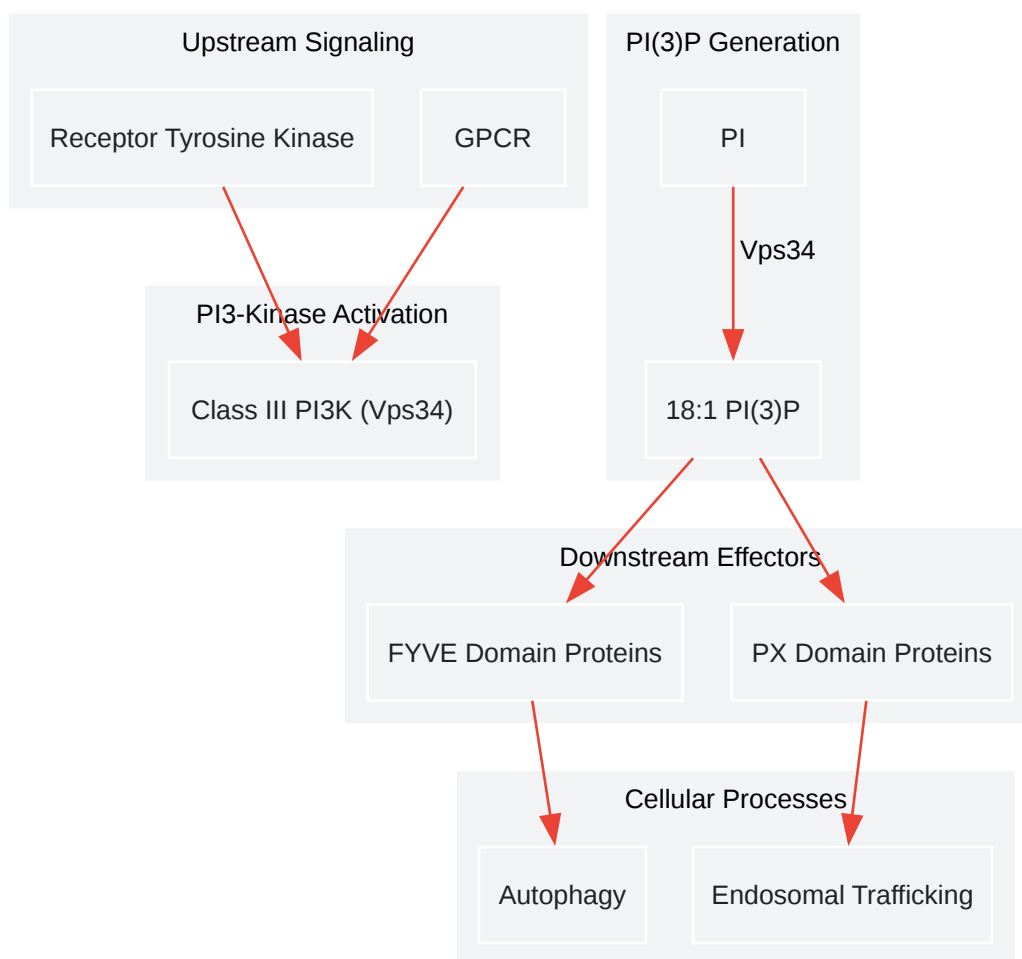 Upstream Signaling
Receptor Tyrosine Kinase
GPCR
PI(3)P Generation
PI
Vps34
18:1 PI(3)P
PI3-Kinase Activation
Class III PI3K (Vps34)
Downstream Effectors
FYVE Domain Proteins
PX Domain Proteins
Cellular Processes
Autophagy
Endosomal Trafficking